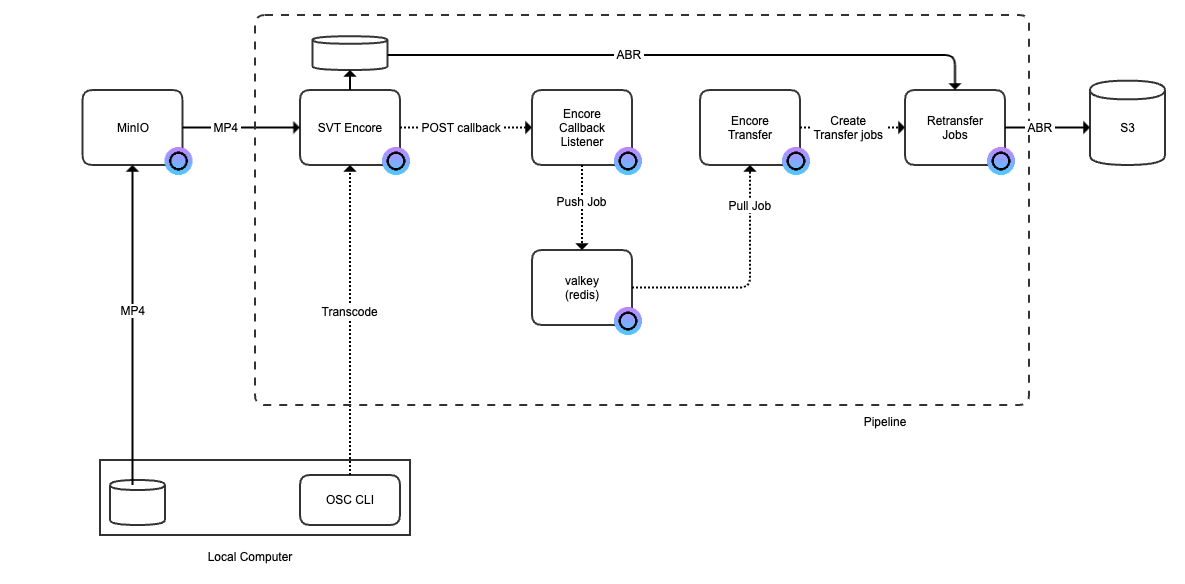 ABR
MinIO
MP4
SVT Encore
POST callback
Encore
Callback
Listener
Encore
Transfer
Create
Transfer jobs
Retransfer
Jobs
ABR
S3
Push Job
Pull Job
valkey
(redis)
MP4
Transcode
Pipeline
OSC CLI
Local Computer